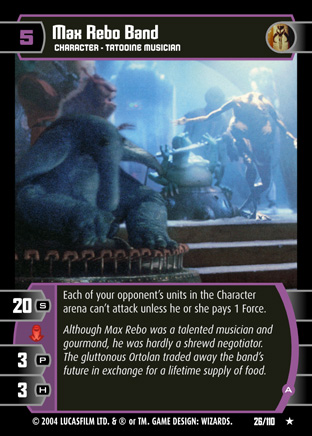 5
Max Rebo Band
CHARACTER - TATOOINE MUSICIAN
20 S
3 P
3 H
Each of your opponent's units in the Character
arena can't attack unless he or she pays 1 Force.
Although Max Rebo was a talented musician and
gourmand, he was hardly a shrewd negotiator.
The gluttonous Ortolan traded away the band's
future in exchange for a lifetime supply of food.
A
© 2004 LUCASFILM LTD. & ® or TM. GAME DESIGN: WIZARDS. 26/110